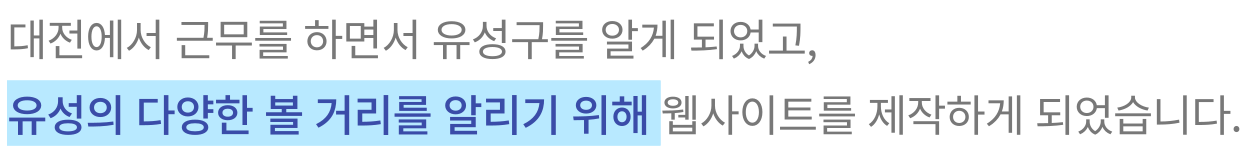 대전에서 근무를 하면서 유성구를 알게 되었고,
유성의 다양한 볼 거리를 알리기 위해 웹사이트를 제작하게 되었습니다.